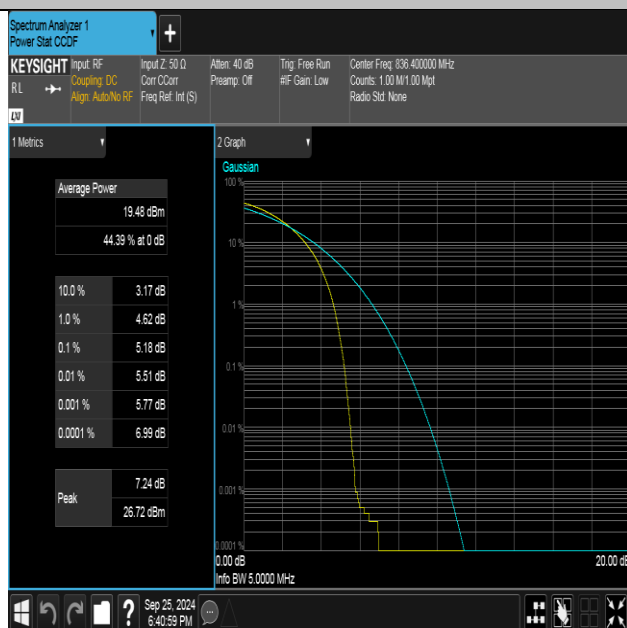 Spectrum Analyzer 1
Power Stat CCDF
+
KEYSIGHT
RL
LXI
Input: RF
Coupling: DC
Align: Auto/No RF
Input Z: 50 Ω
Corr CCorr
Freq Ref: Int (S)
Atten: 40 dB
Preamp: Off
Trig: Free Run
#IF Gain: Low
Center Freq: 836.400000 MHz
Counts: 1.00 M/1.00 Mpt
Radio Std: None
1 Metrics
Average Power
19.48 dBm
44.39 % at 0 dB
10.0 % 3.17 dB
1.0 % 4.62 dB
0.1 % 5.18 dB
0.01 % 5.51 dB
0.001 % 5.77 dB
0.0001 % 6.99 dB
Peak 7.24 dB
26.72 dBm
2 Graph
Gaussian
100 %
10 %
1 %
0.1 %
0.01 %
0.001 %
0.0001 %
0.00 dB 20.00 dB
Info BW 5.0000 MHz
?
Sep 25, 2024
6:40:59 PM